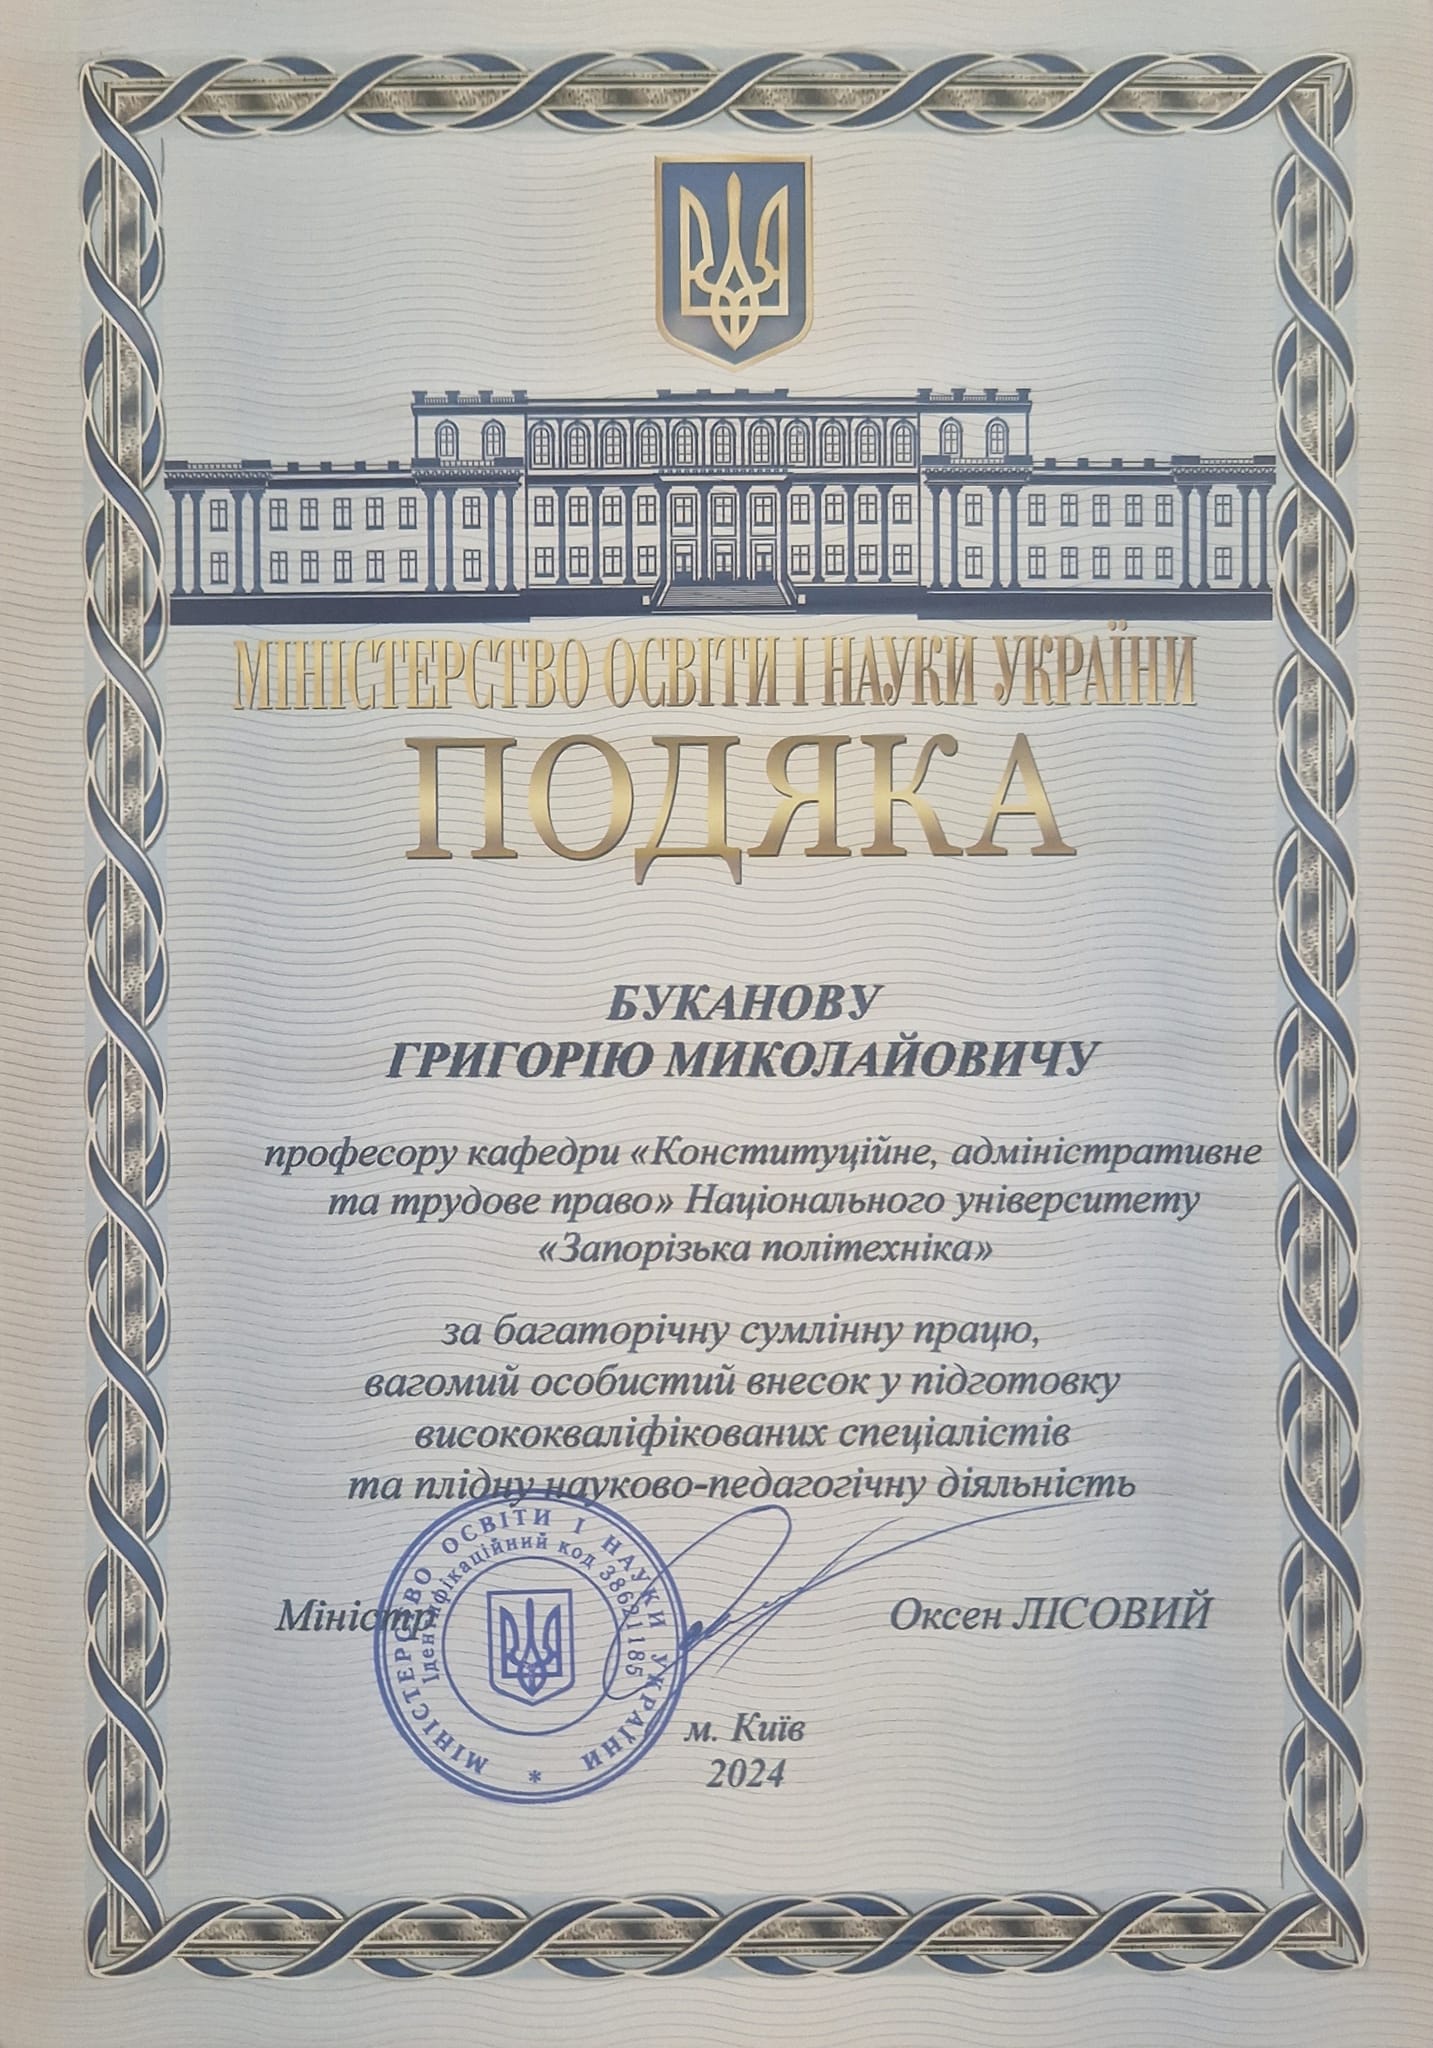 МІНІСТЕРСТВО ОСВІТИ І НАУКИ УКРАЇНИ
ПОДЯКА
БУКАНОВУ
ГРИГОРІЮ МИКОЛАЙОВИЧУ
професору кафедри «Конституційне, адміністративне
та трудове право» Національного університету
«Запорізька політехніка»
за багаторічну сумлінну працю,
вагомий особистий внесок у підготовку
висококваліфікованих спеціалістів
та плідну науково-педагогічну діяльність
Міністр
Оксен ЛІСОВИЙ
МІНІСТЕРСТВО ОСВІТИ І НАУКИ УКРАЇНИ *
Ідентифікаційний код 38621185
м. Київ
2024